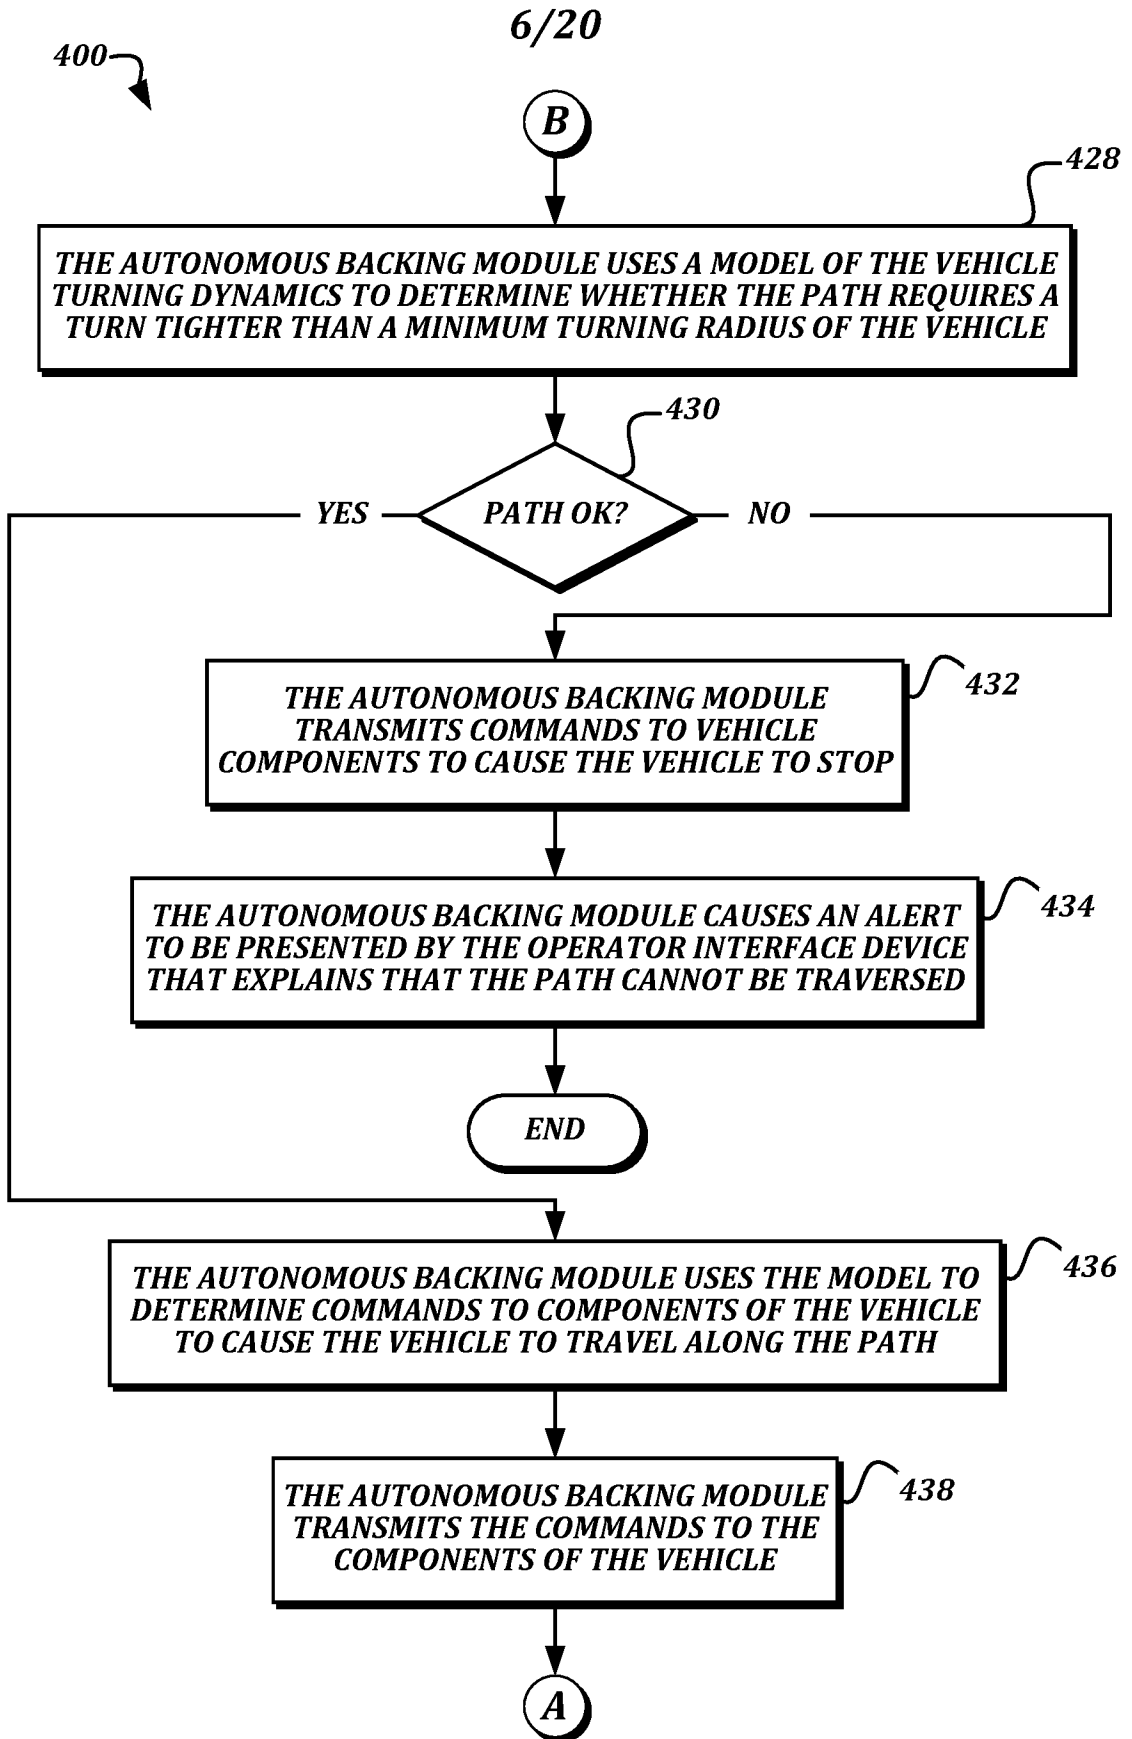 6/20
400
B
428
THE AUTONOMOUS BACKING MODULE USES A MODEL OF THE VEHICLE
TURNING DYNAMICS TO DETERMINE WHETHER THE PATH REQUIRES A
TURN TIGHTER THAN A MINIMUM TURNING RADIUS OF THE VEHICLE
430
YES
PATH OK?
NO
432
THE AUTONOMOUS BACKING MODULE
TRANSMITS COMMANDS TO VEHICLE
COMPONENTS TO CAUSE THE VEHICLE TO STOP
434
THE AUTONOMOUS BACKING MODULE CAUSES AN ALERT
TO BE PRESENTED BY THE OPERATOR INTERFACE DEVICE
THAT EXPLAINS THAT THE PATH CANNOT BE TRAVERSED
END
436
THE AUTONOMOUS BACKING MODULE USES THE MODEL TO
DETERMINE COMMANDS TO COMPONENTS OF THE VEHICLE
TO CAUSE THE VEHICLE TO TRAVEL ALONG THE PATH
438
THE AUTONOMOUS BACKING MODULE
TRANSMITS THE COMMANDS TO THE
COMPONENTS OF THE VEHICLE
A